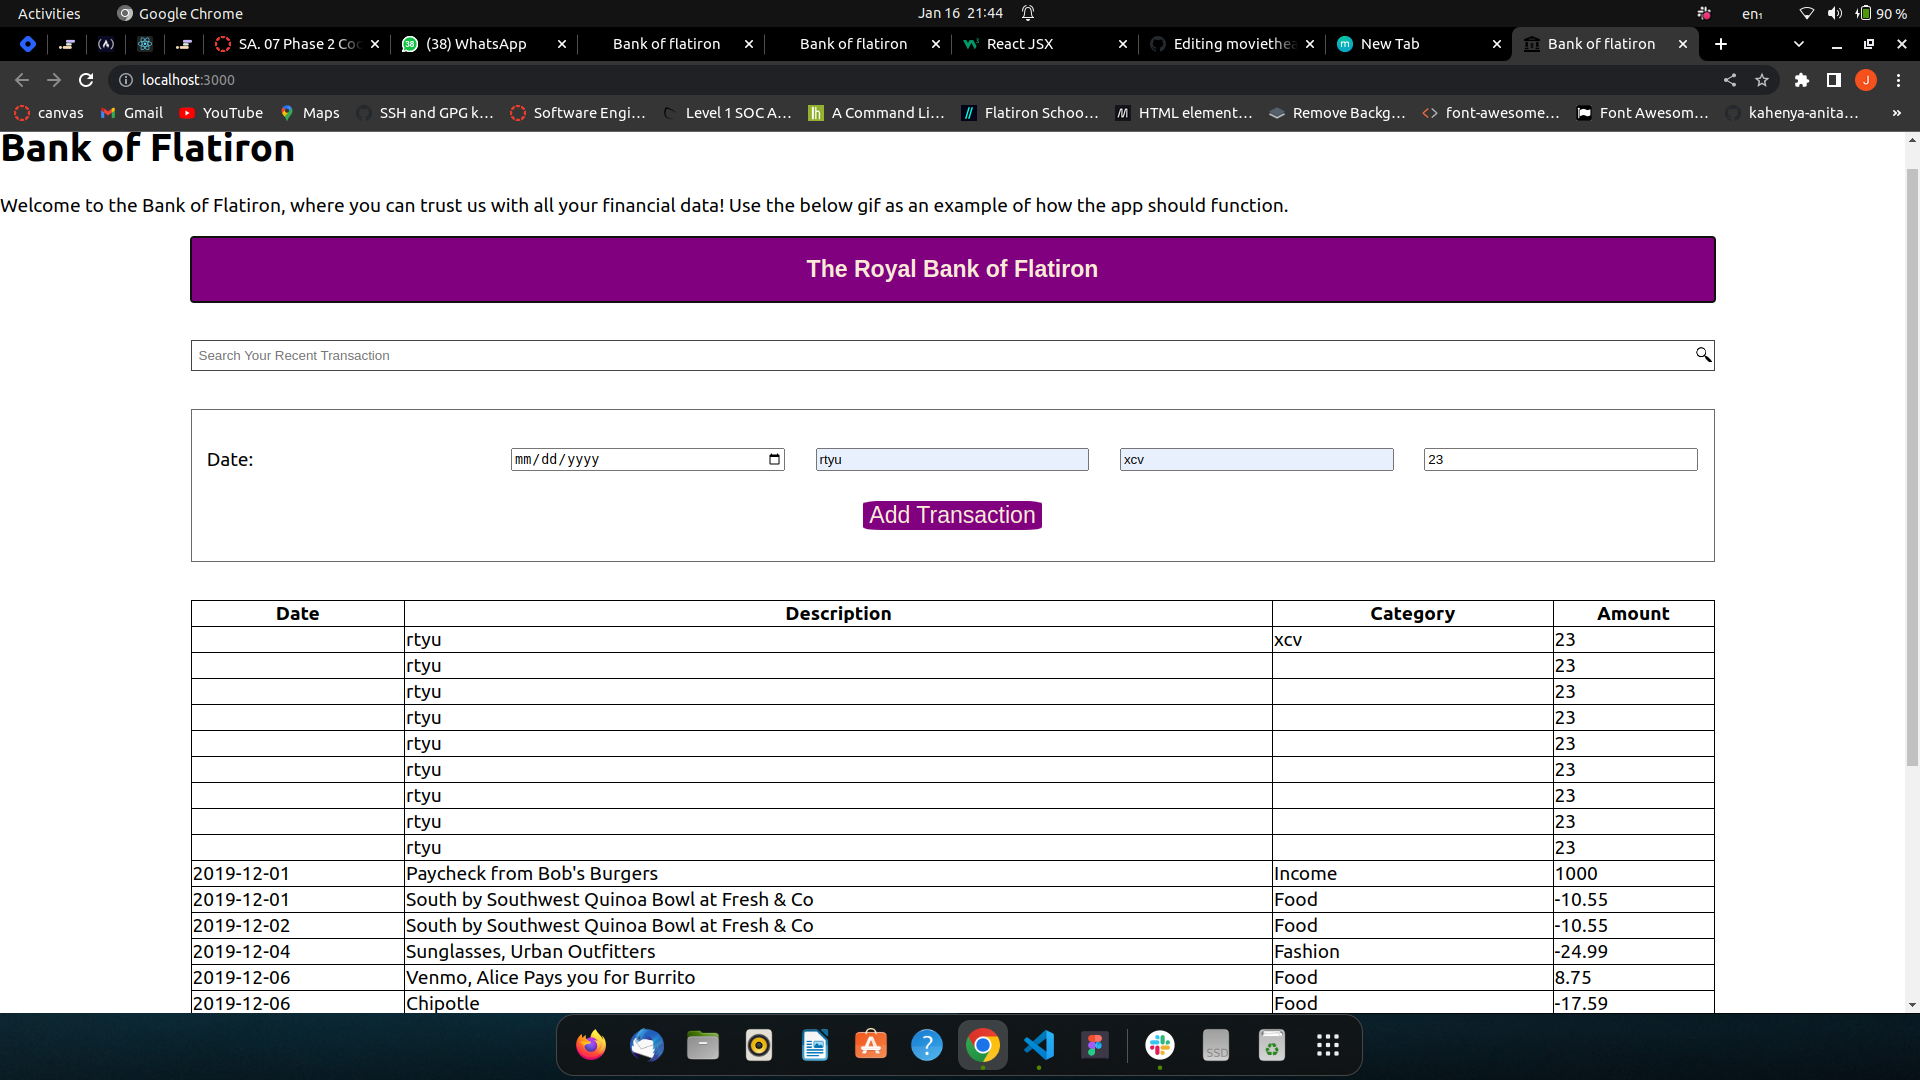 Activities Google Chrome Jan 16 21:44 en₁ 90 %
SA. 07 Phase 2 Coc (38) WhatsApp Bank of flatiron Bank of flatiron React JSX Editing moviethea New Tab Bank of flatiron
localhost:3000 J
canvas Gmail YouTube Maps SSH and GPG k... Software Engi... Level 1 SOC A... A Command Li... Flatiron Schoo... HTML element... Remove Backg... font-awesome... Font Awesom... kahenya-anita... »
Bank of Flatiron
Welcome to the Bank of Flatiron, where you can trust us with all your financial data! Use the below gif as an example of how the app should function.
The Royal Bank of Flatiron
Search Your Recent Transaction
Date: mm/dd/yyyy rtyu xcv 23
Add Transaction
Date Description Category Amount
rtyu xcv 23
rtyu 23
rtyu 23
rtyu 23
rtyu 23
rtyu 23
rtyu 23
rtyu 23
rtyu 23
2019-12-01 Paycheck from Bob's Burgers Income 1000
2019-12-01 South by Southwest Quinoa Bowl at Fresh & Co Food -10.55
2019-12-02 South by Southwest Quinoa Bowl at Fresh & Co Food -10.55
2019-12-04 Sunglasses, Urban Outfitters Fashion -24.99
2019-12-06 Venmo, Alice Pays you for Burrito Food 8.75
2019-12-06 Chipotle Food -17.59
SSD